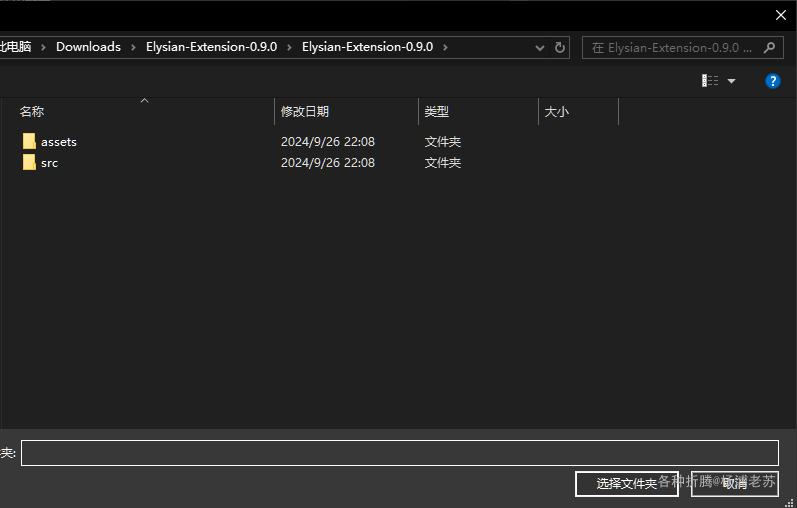 此电脑 › Downloads › Elysian-Extension-0.9.0 › Elysian-Extension-0.9.0 ›
在 Elysian-Extension-0.9.0 ...
名称 修改日期 类型 大小
assets 2024/9/26 22:08 文件夹
src 2024/9/26 22:08 文件夹
夹:
选择文件夹 取消
各种折腾@杨浦老苏